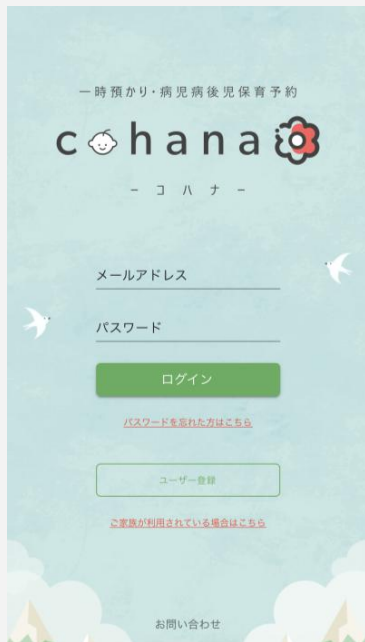 一時預かり・病児病後児保育予約
cohana
- コハナ -
メールアドレス
パスワード
ログイン
パスワードを忘れた方はこちら
ユーザー登録
ご家族が利用されている場合はこちら
お問い合わせ